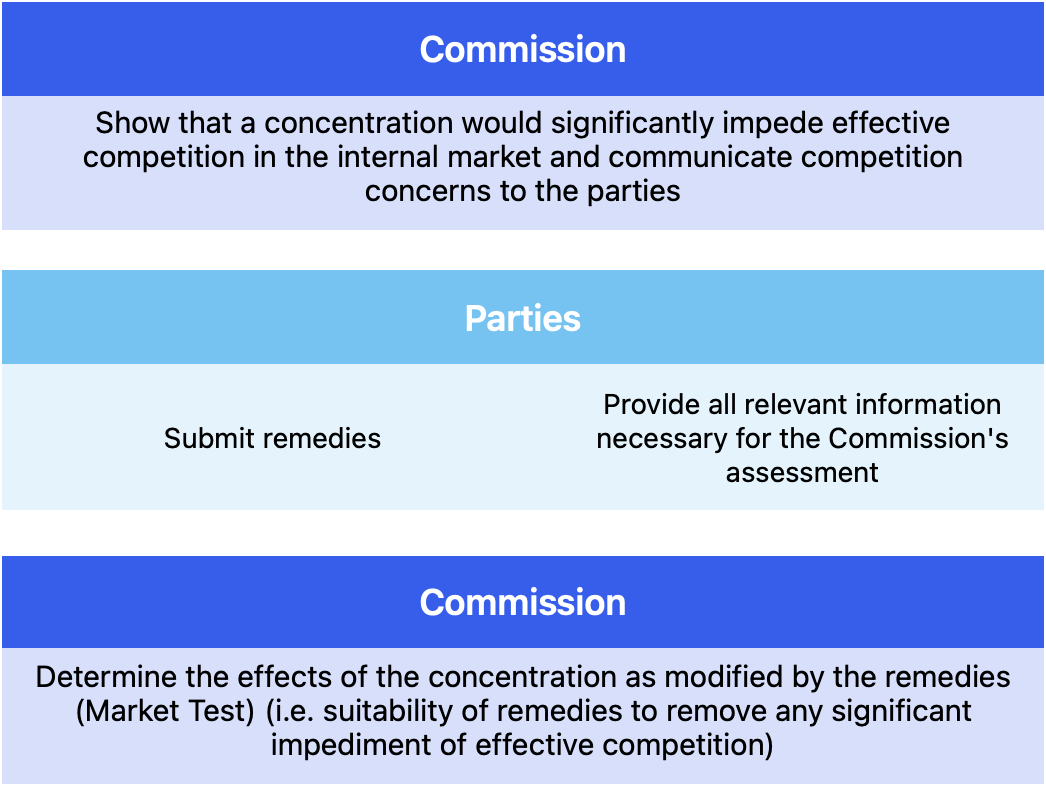 Commission
Show that a concentration would significantly impede effective
competition in the internal market and communicate competition
concerns to the parties
Parties
Submit remedies
Provide all relevant information
necessary for the Commission's
assessment
Commission
Determine the effects of the concentration as modified by the remedies
(Market Test) (i.e. suitability of remedies to remove any significant
impediment of effective competition)